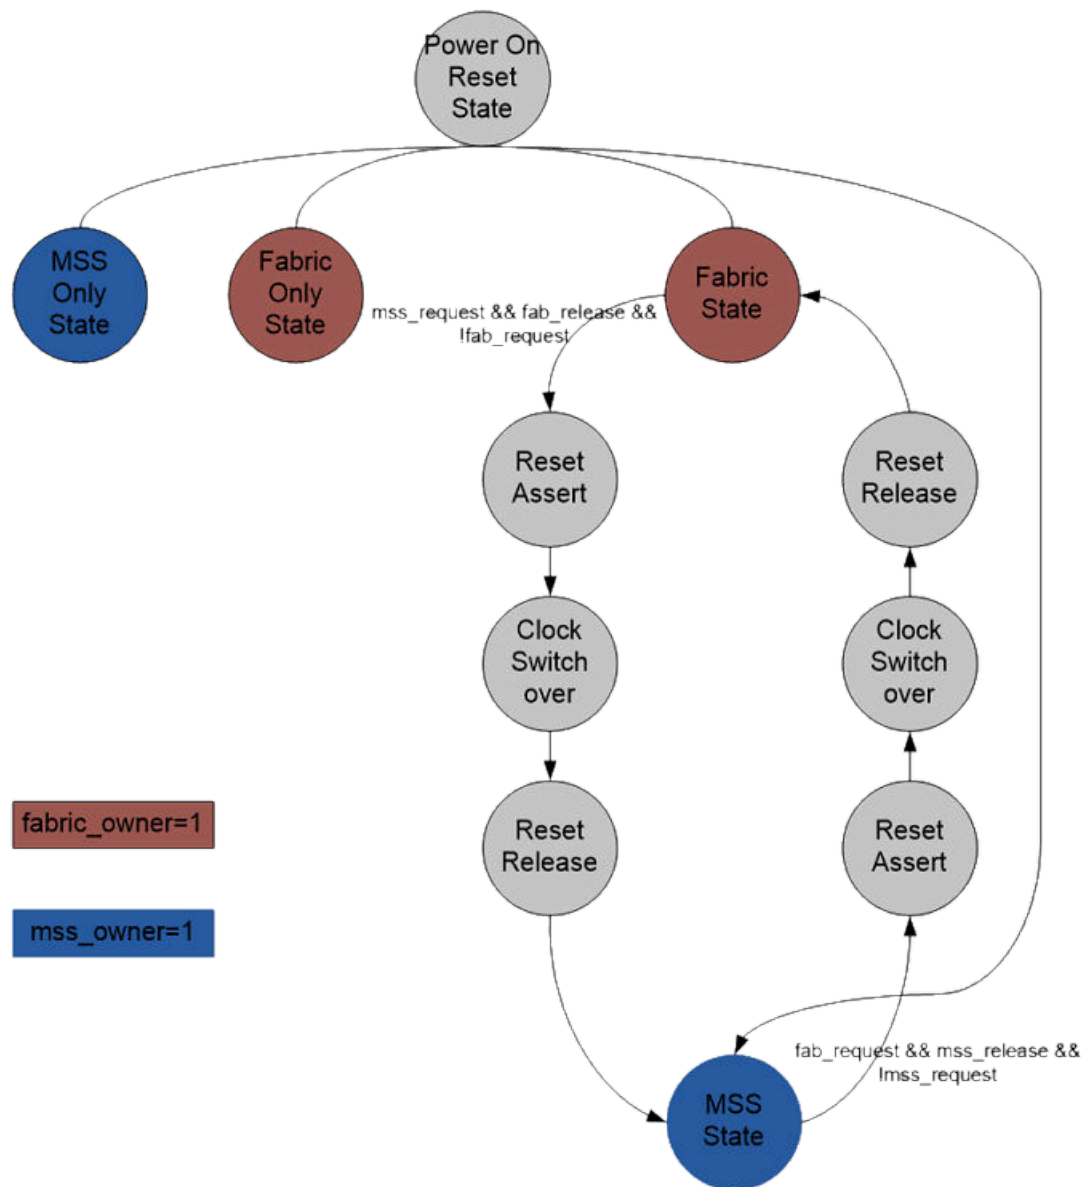 Power On
Reset
State
MSS
Only
State
Fabric
Only
State
Fabric
State
mss_request && fab_release &&
!fab_request
Reset
Assert
Reset
Release
Clock
Switch
over
Clock
Switch
over
fabric_owner=1
Reset
Release
Reset
Assert
mss_owner=1
fab_request && mss_release &&
!mss_request
MSS
State